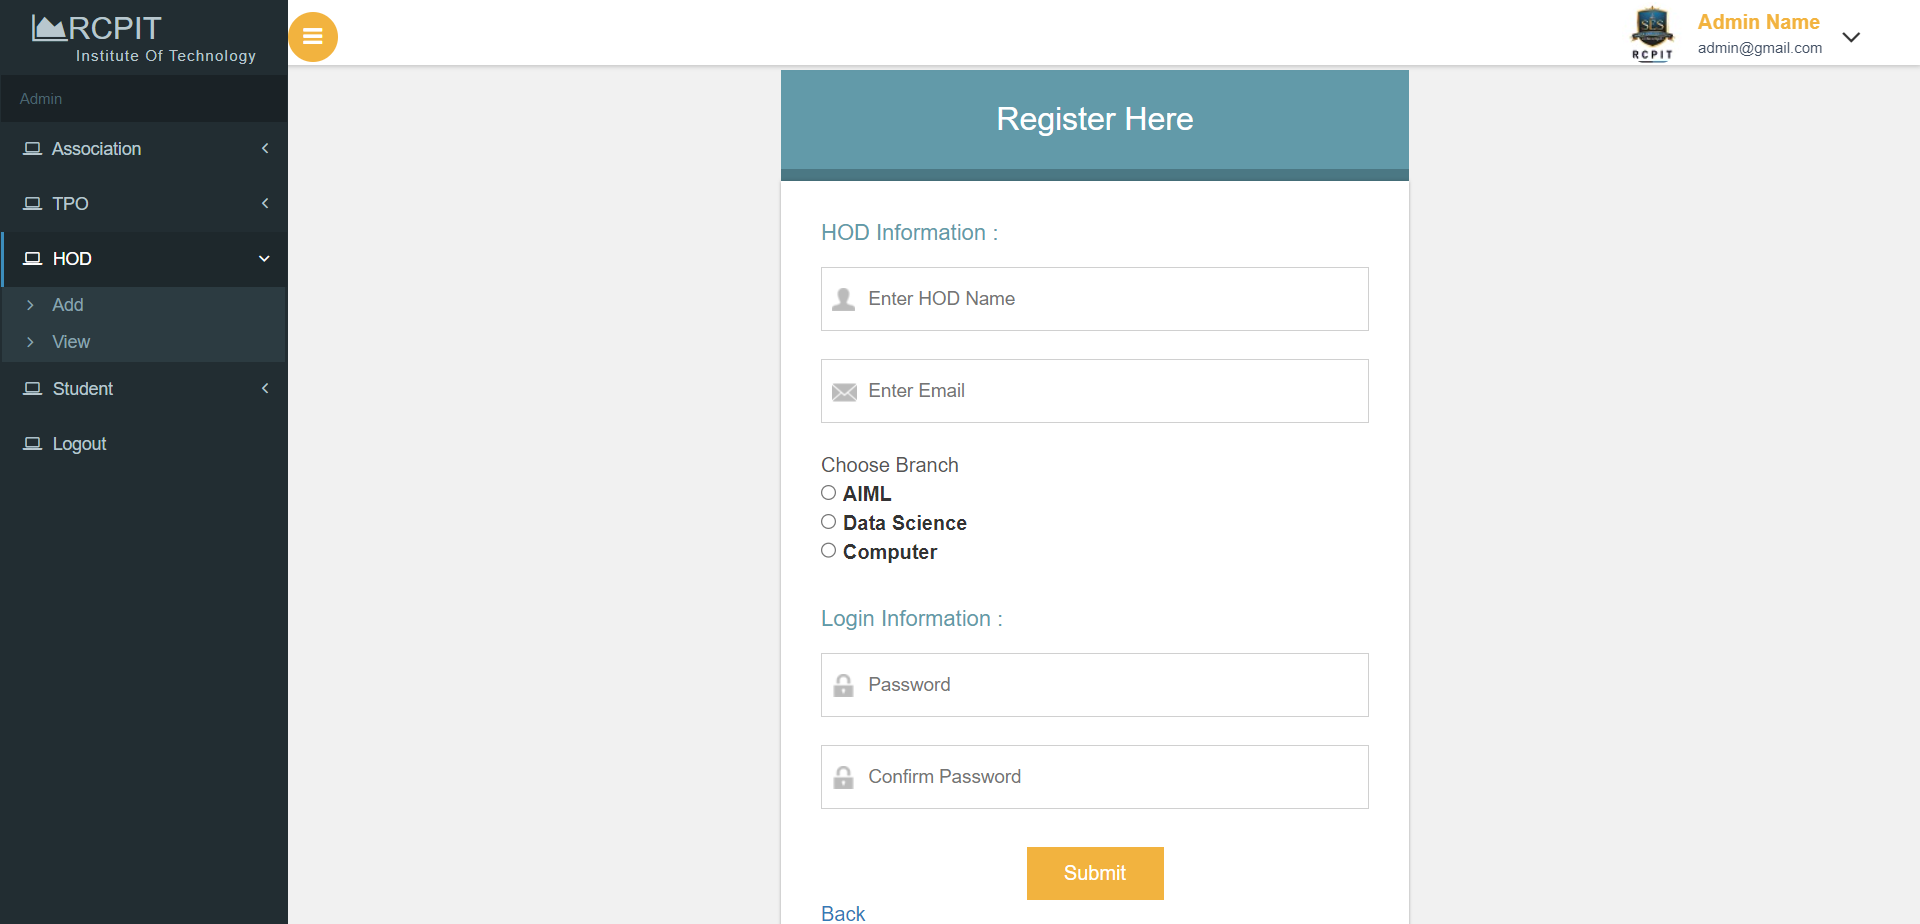 RCPIT
Institute Of Technology
Admin
Association
TPO
HOD
Add
View
Student
Logout
SES
RCPIT
Admin Name
admin@gmail.com
Register Here
HOD Information :
Enter HOD Name
Enter Email
Choose Branch
AIML
Data Science
Computer
Login Information :
Password
Confirm Password
Submit
Back